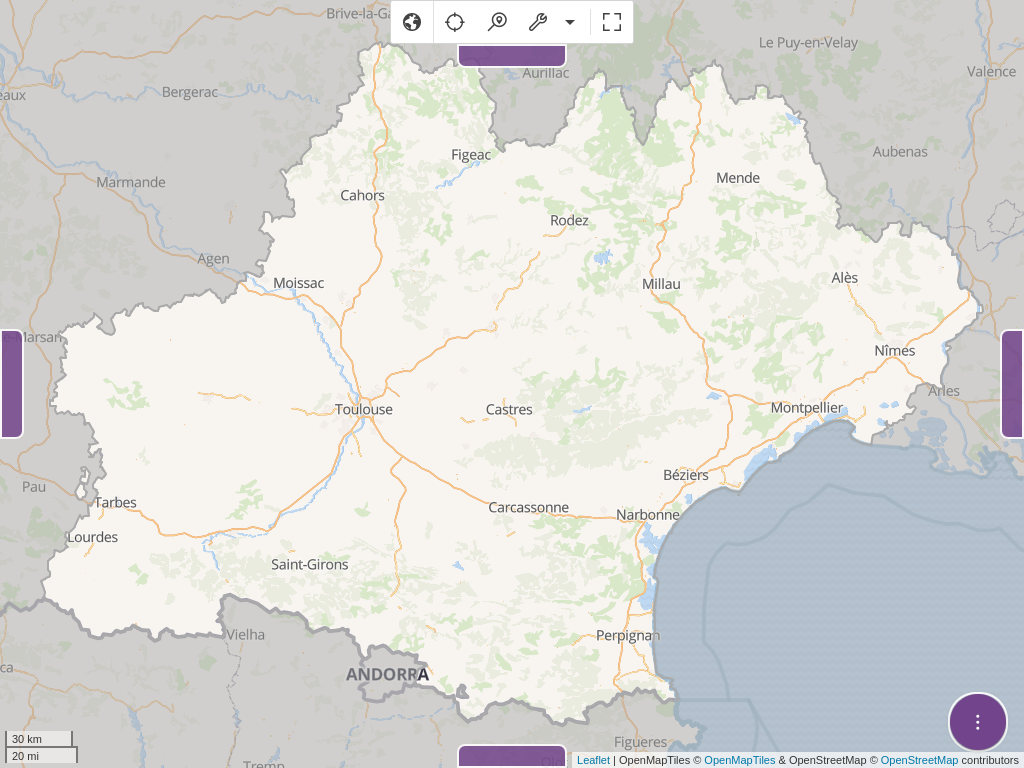 Brive-la-Ga
Le Puy-en-Velay
Aurillac
Valence
eaux
Bergerac
Aubenas
Figeac
Marmande
Mende
Cahors
Rodez
Agen
Moissac
Millau
Alès
e-Marsan
Nîmes
Arles
Toulouse
Castres
Montpellier
Béziers
Pau
Tarbes
Carcassonne
Narbonne
Lourdes
Saint-Girons
Vielha
Perpignan
ca
ANDORRA
Figueres
30 km
20 mi
Tremp
Leaflet | OpenMapTiles © OpenMapTiles & OpenStreetMap © OpenStreetMap contributors